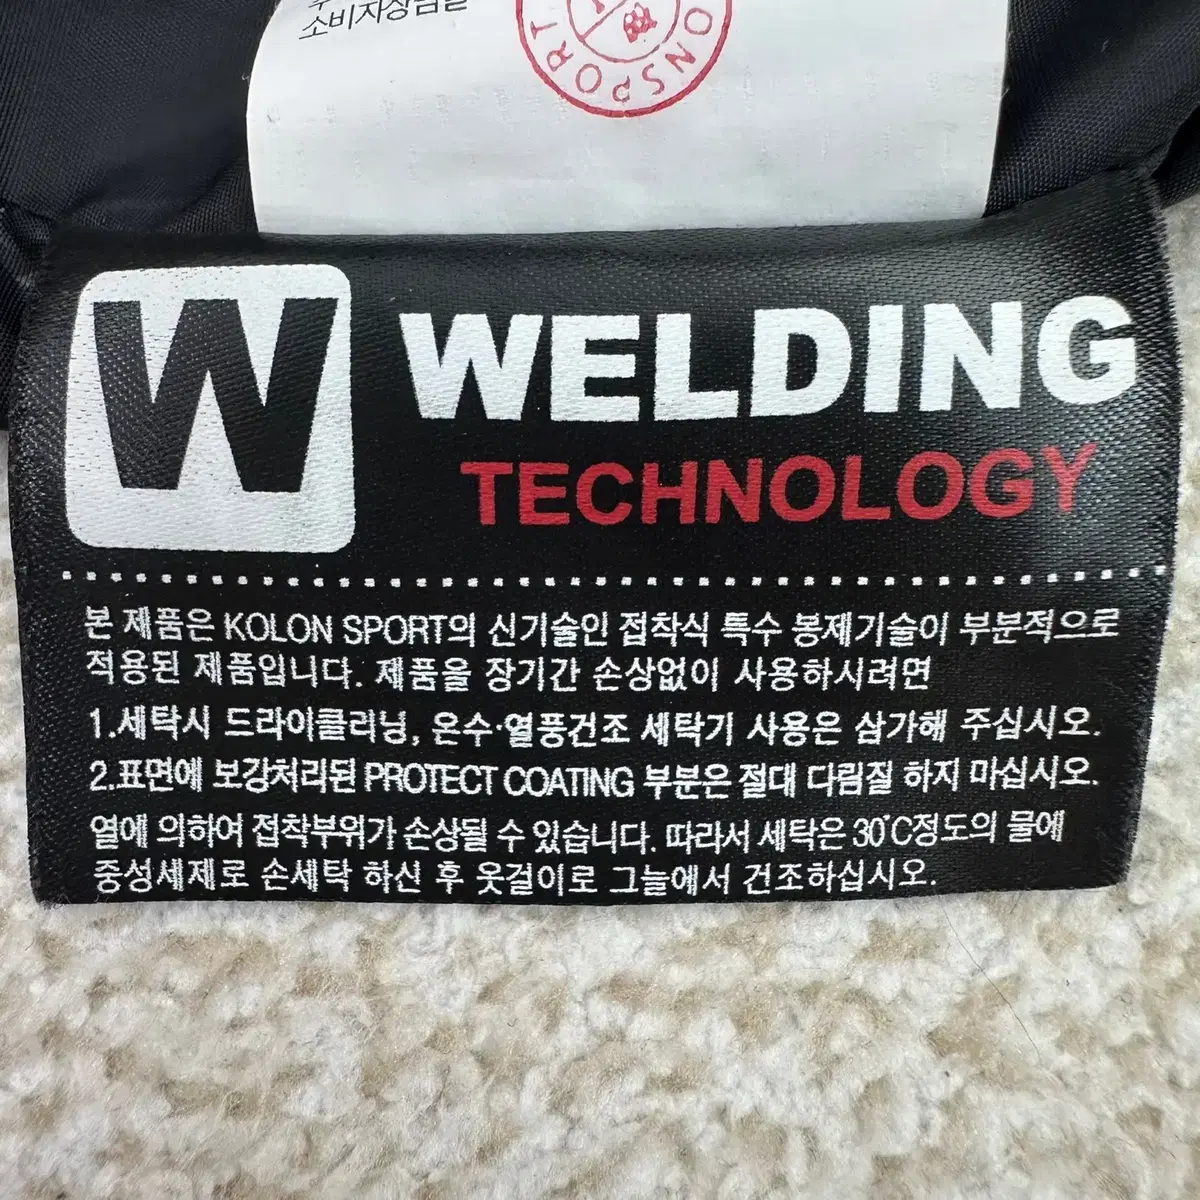 소비자상담실
ONSPORT
W
WELDING
TECHNOLOGY
본 제품은 KOLON SPORT의 신기술인 접착식 특수 봉제기술이 부분적으로
적용된 제품입니다. 제품을 장기간 손상없이 사용하시려면
1.세탁시 드라이클리닝, 온수·열풍건조 세탁기 사용은 삼가해 주십시오.
2.표면에 보강처리된 PROTECT COATING 부분은 절대 다림질 하지 마십시오.
열에 의하여 접착부위가 손상될 수 있습니다. 따라서 세탁은 30℃정도의 물에
중성세제로 손세탁 하신 후 옷걸이로 그늘에서 건조하십시오.